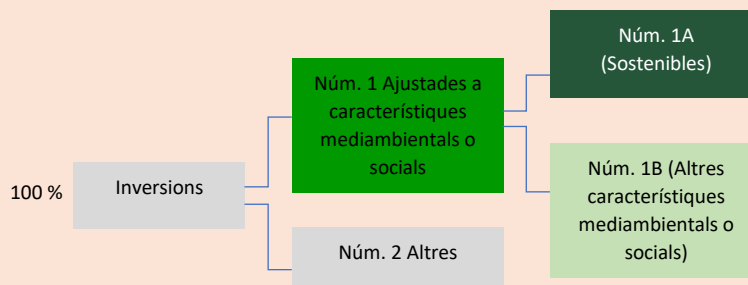 100 %
Inversions
Núm. 1 Ajustades a
característiques
mediambientals o
socials
Núm. 2 Altres
Núm. 1A
(Sostenibles)
Núm. 1B (Altres
característiques
mediambientals o
socials)